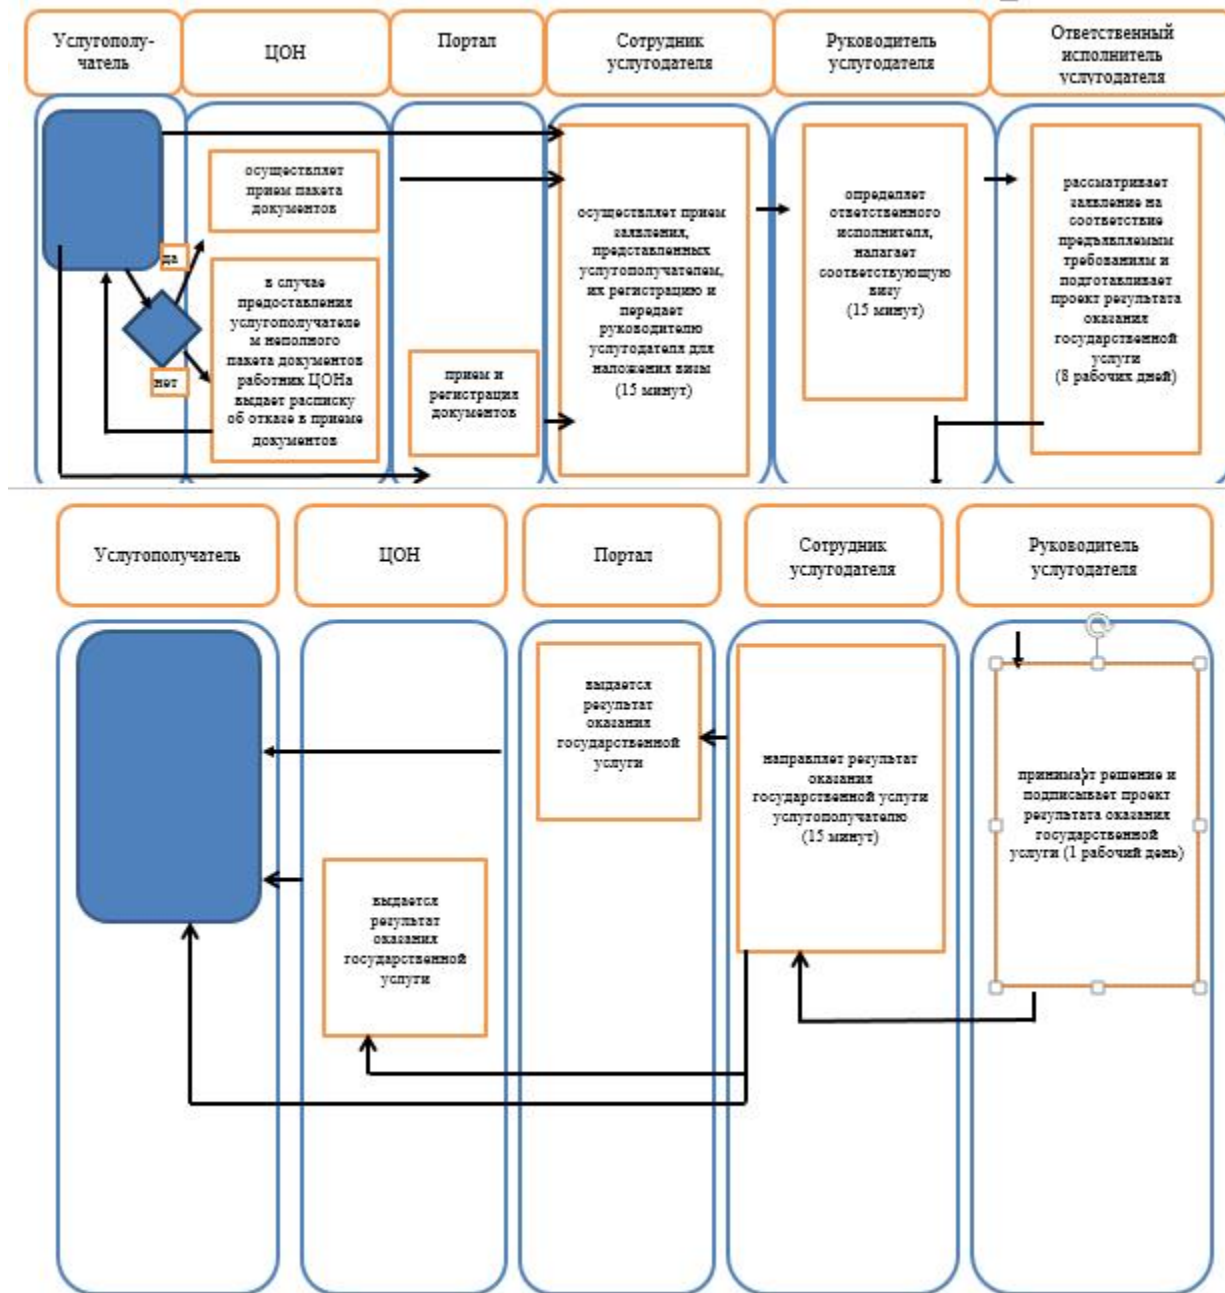 Услугополу-
чатель
ЦОН
Портал
Сотрудник
услугодателя
Руководитель
услугодателя
Ответственный
исполнитель
услугодателя
осуществляет
прием пакета
документов
да
в случае
предоставления
услугополучателе
м неполного
пакета документов
работник ЦОНа
выдает расписку
об отказе в приеме
документов
нет
прием и
регистрация
документов
осуществляет прием
заявления,
представленных
услугополучателем,
их регистрацию и
передает
руководителю
услугодателя для
наложения визы
(15 минут)
определяет
ответственного
исполнителя,
налагает
соответствующую
визу
(15 минут)
рассматривает
заявление на
соответствие
предъявляемым
требованиям и
подготавливает
проект результата
оказания
государственной
услуги
(8 рабочих дней)
Услугополучатель
ЦОН
Портал
Сотрудник
услугодателя
Руководитель
услугодателя
выдается
результат
оказания
государственной
услуги
выдается
результат
оказания
государственной
услуги
направляет результат
оказания
государственной услуги
услугополучателю
(15 минут)
принимает решение и
подписывает проект
результата оказания
государственной
услуги (1 рабочий день)